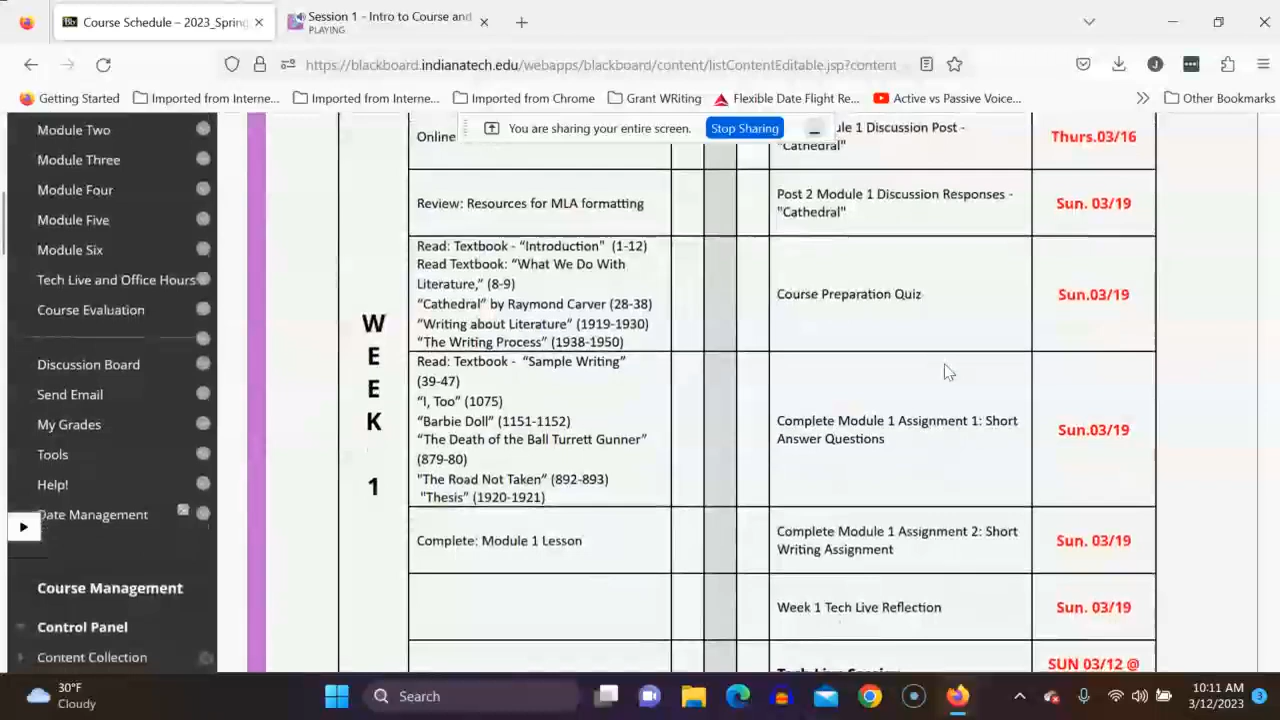 Course Schedule – 2023_Spring
Session 1 - Intro to Course and
PLAYING
https://blackboard.indianatech.edu/webapps/blackboard/content/listContentEditable.jsp?content
Getting Started
Imported from Interne...
Imported from Interne...
Imported from Chrome
Grant WRiting
Flexible Date Flight Re...
Active vs Passive Voice...
Other Bookmarks
You are sharing your entire screen.
Stop Sharing
Module Two
Module Three
Module Four
Module Five
Module Six
Tech Live and Office Hours
Course Evaluation
Discussion Board
Send Email
My Grades
Tools
Help!
Date Management
Course Management
Control Panel
Content Collection
WEEK 1
Online
1 Discussion Post -
"Cathedral"
Thurs.03/16
Review: Resources for MLA formatting
Post 2 Module 1 Discussion Responses -
"Cathedral"
Sun. 03/19
Read: Textbook - “Introduction” (1-12)
Read Textbook: “What We Do With
Literature,” (8-9)
“Cathedral” by Raymond Carver (28-38)
“Writing about Literature” (1919-1930)
“The Writing Process” (1938-1950)
Course Preparation Quiz
Sun.03/19
Read: Textbook - “Sample Writing”
(39-47)
“I, Too” (1075)
“Barbie Doll” (1151-1152)
“The Death of the Ball Turrett Gunner”
(879-80)
"The Road Not Taken” (892-893)
"Thesis” (1920-1921)
Complete Module 1 Assignment 1: Short
Answer Questions
Sun.03/19
Complete: Module 1 Lesson
Complete Module 1 Assignment 2: Short
Writing Assignment
Sun. 03/19
Week 1 Tech Live Reflection
Sun. 03/19
Tech Live Session
SUN 03/12 @
30°F
Cloudy
Search
10:11 AM
3/12/2023
3